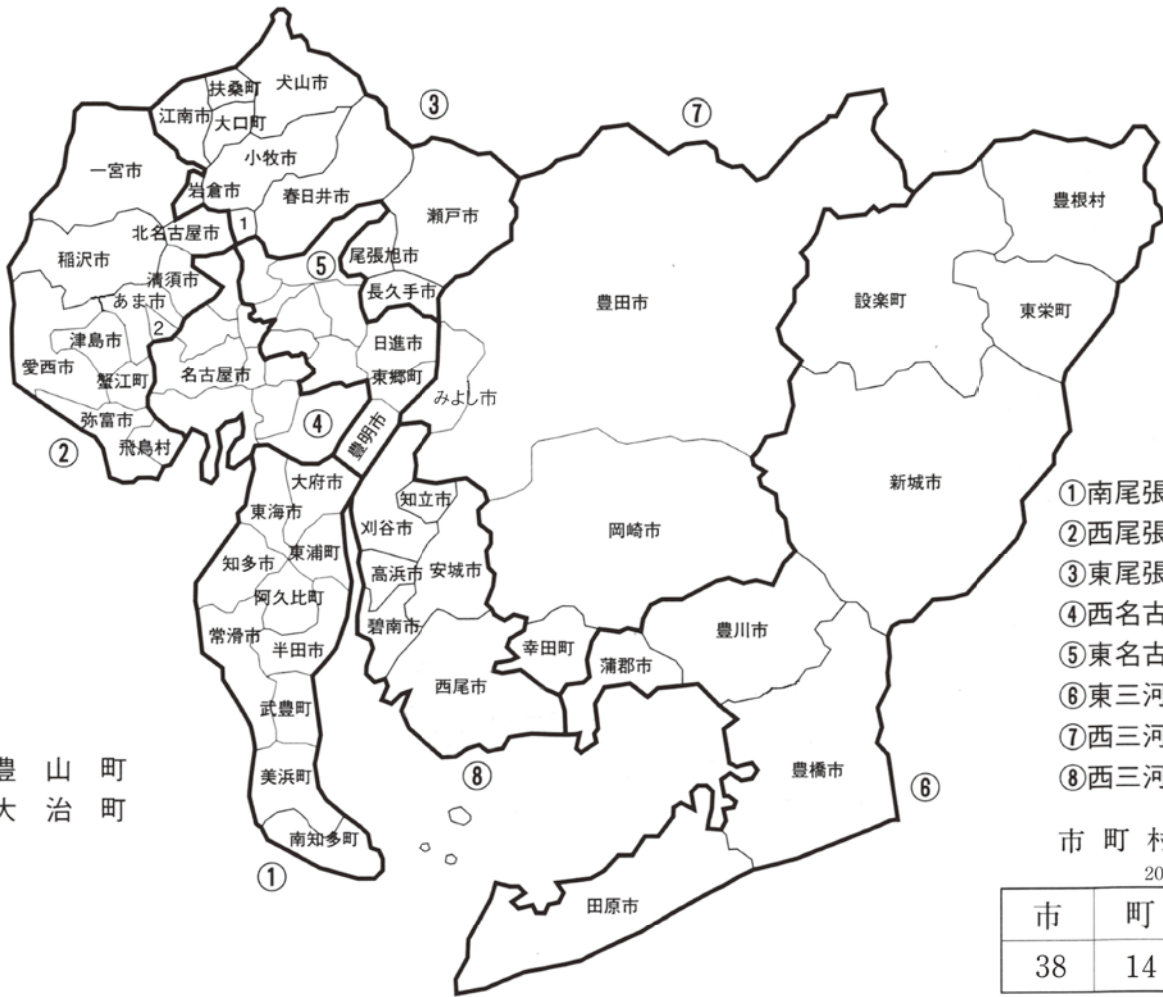 扶桑町
犬山市
③
⑦
江南市
大口町
小牧市
一宮市
岩倉市
春日井市
瀬戸市
豊根村
1
北名古屋市
尾張旭市
稲沢市
⑤
清須市
長久手市
豊田市
設楽町
東栄町
あま市
2
津島市
日進市
愛西市
蟹江町
名古屋市
東郷町
みよし市
弥富市
④
豊明市
②
飛島村
大府市
新城市
知立市
東海市
刈谷市
岡崎市
知多市
東浦町
高浜市
安城市
阿久比町
碧南市
常滑市
半田市
豊川市
幸田町
蒲郡市
西尾市
武豊町
美浜町
⑧
豊橋市
⑥
南知多町
①
田原市
豊山町
大治町
①南尾張
②西尾張
③東尾張
④西名古
⑤東名古
⑥東三河
⑦西三河
⑧西三河
市 町
20
市 町
38 14